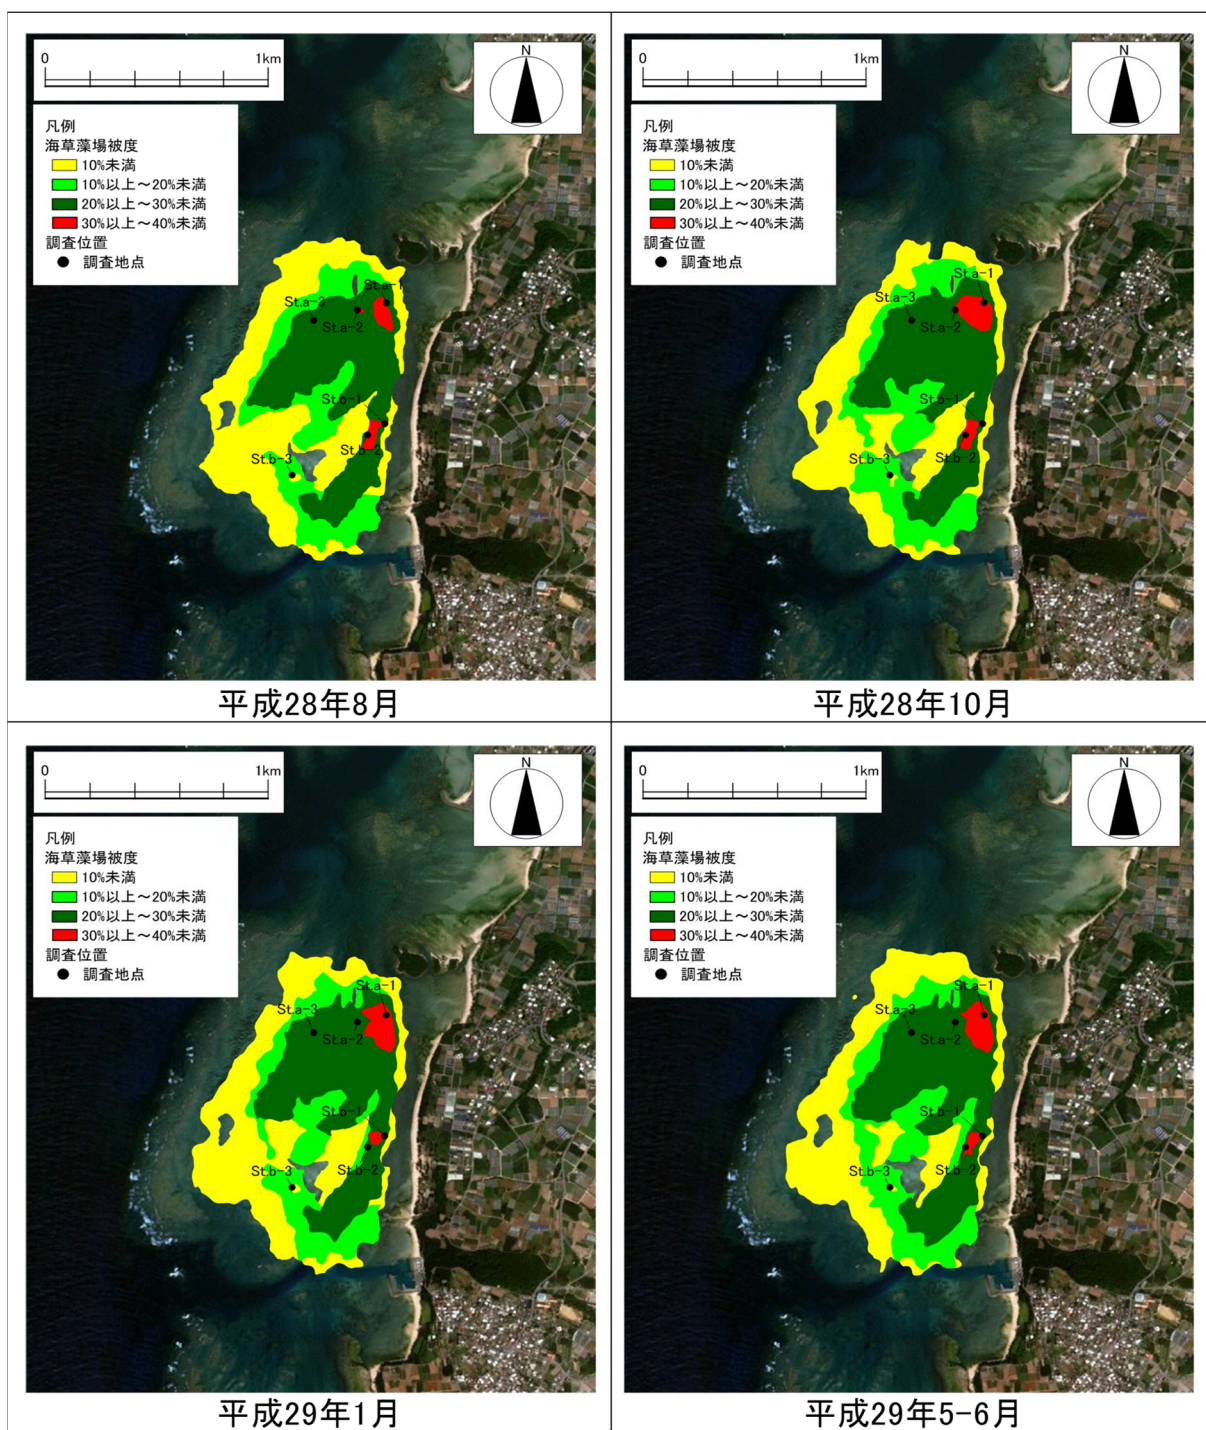 0 1km
N
凡例
海草藻場被度
10%未満
10%以上～20%未満
20%以上～30%未満
30%以上～40%未満
調査位置
調査地点
St.a-1
St.a-3
St.a-2
St.b-1
St.b-2
St.b-3
平成28年8月
0 1km
N
凡例
海草藻場被度
10%未満
10%以上～20%未満
20%以上～30%未満
30%以上～40%未満
調査位置
調査地点
St.a-1
St.a-3
St.a-2
St.b-1
St.b-2
St.b-3
平成28年10月
0 1km
N
凡例
海草藻場被度
10%未満
10%以上～20%未満
20%以上～30%未満
30%以上～40%未満
調査位置
調査地点
St.a-1
St.a-3
St.a-2
St.b-1
St.b-2
St.b-3
平成29年1月
0 1km
N
凡例
海草藻場被度
10%未満
10%以上～20%未満
20%以上～30%未満
30%以上～40%未満
調査位置
調査地点
St.a-1
St.a-3
St.a-2
St.b-1
St.b-2
St.b-3
平成29年5-6月